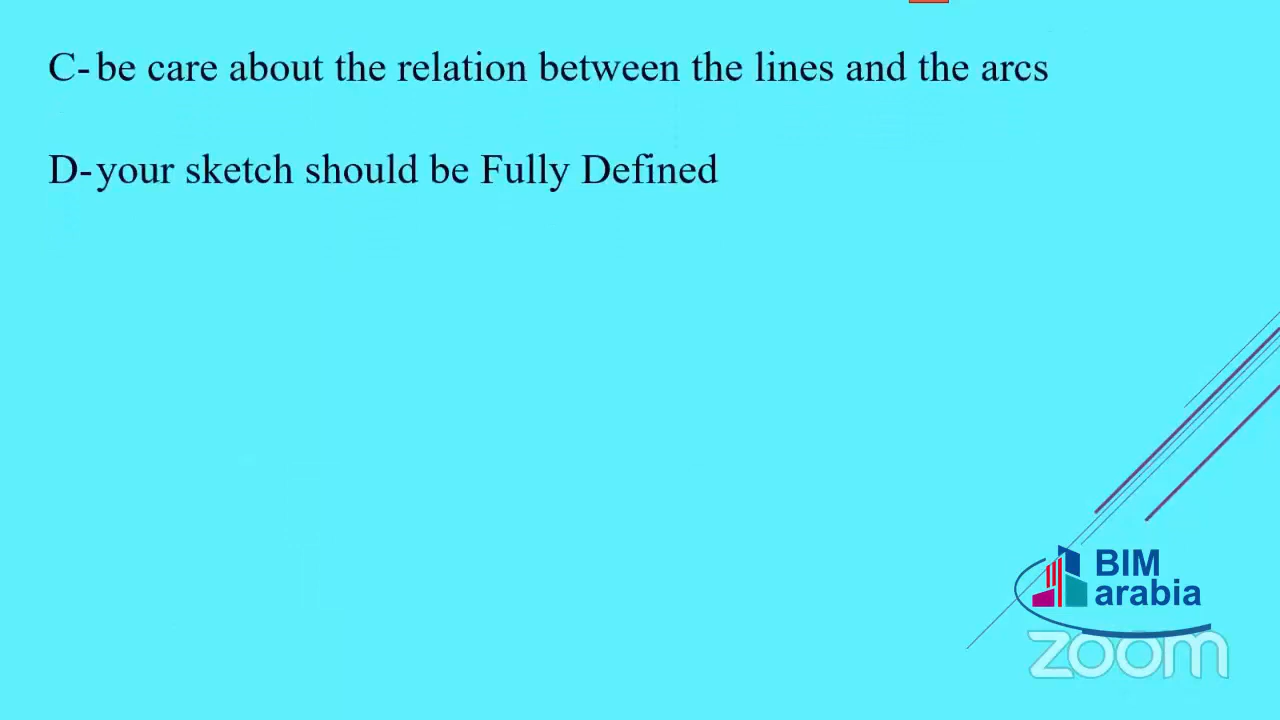 C-be care about the relation between the lines and the arcs
D-your sketch should be Fully Defined
BIM
arabia
zoom